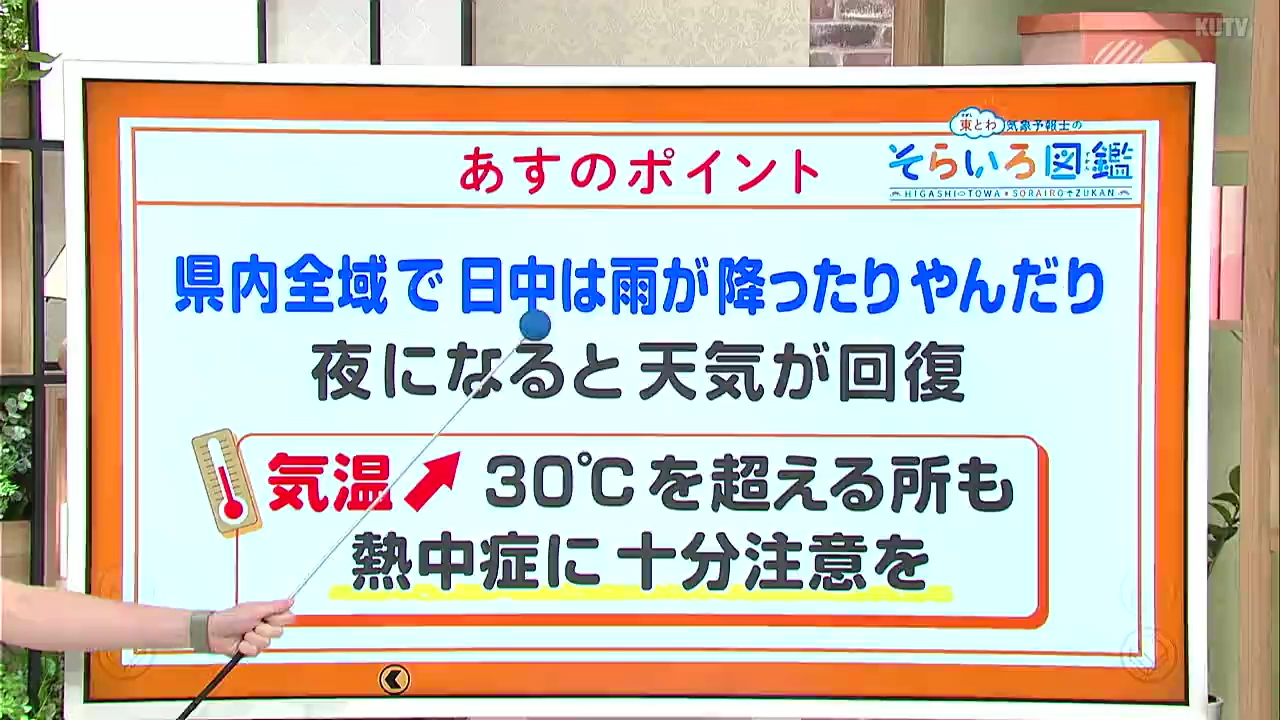 KUTV
東とわ気象予報士の
そらいろ図鑑
HIGASHI TOWA SORAIRO ZUKAN
あすのポイント
県内全域で日中は雨が降ったりやんだり
夜になると天気が回復
気温 30℃を超える所も
熱中症に十分注意を